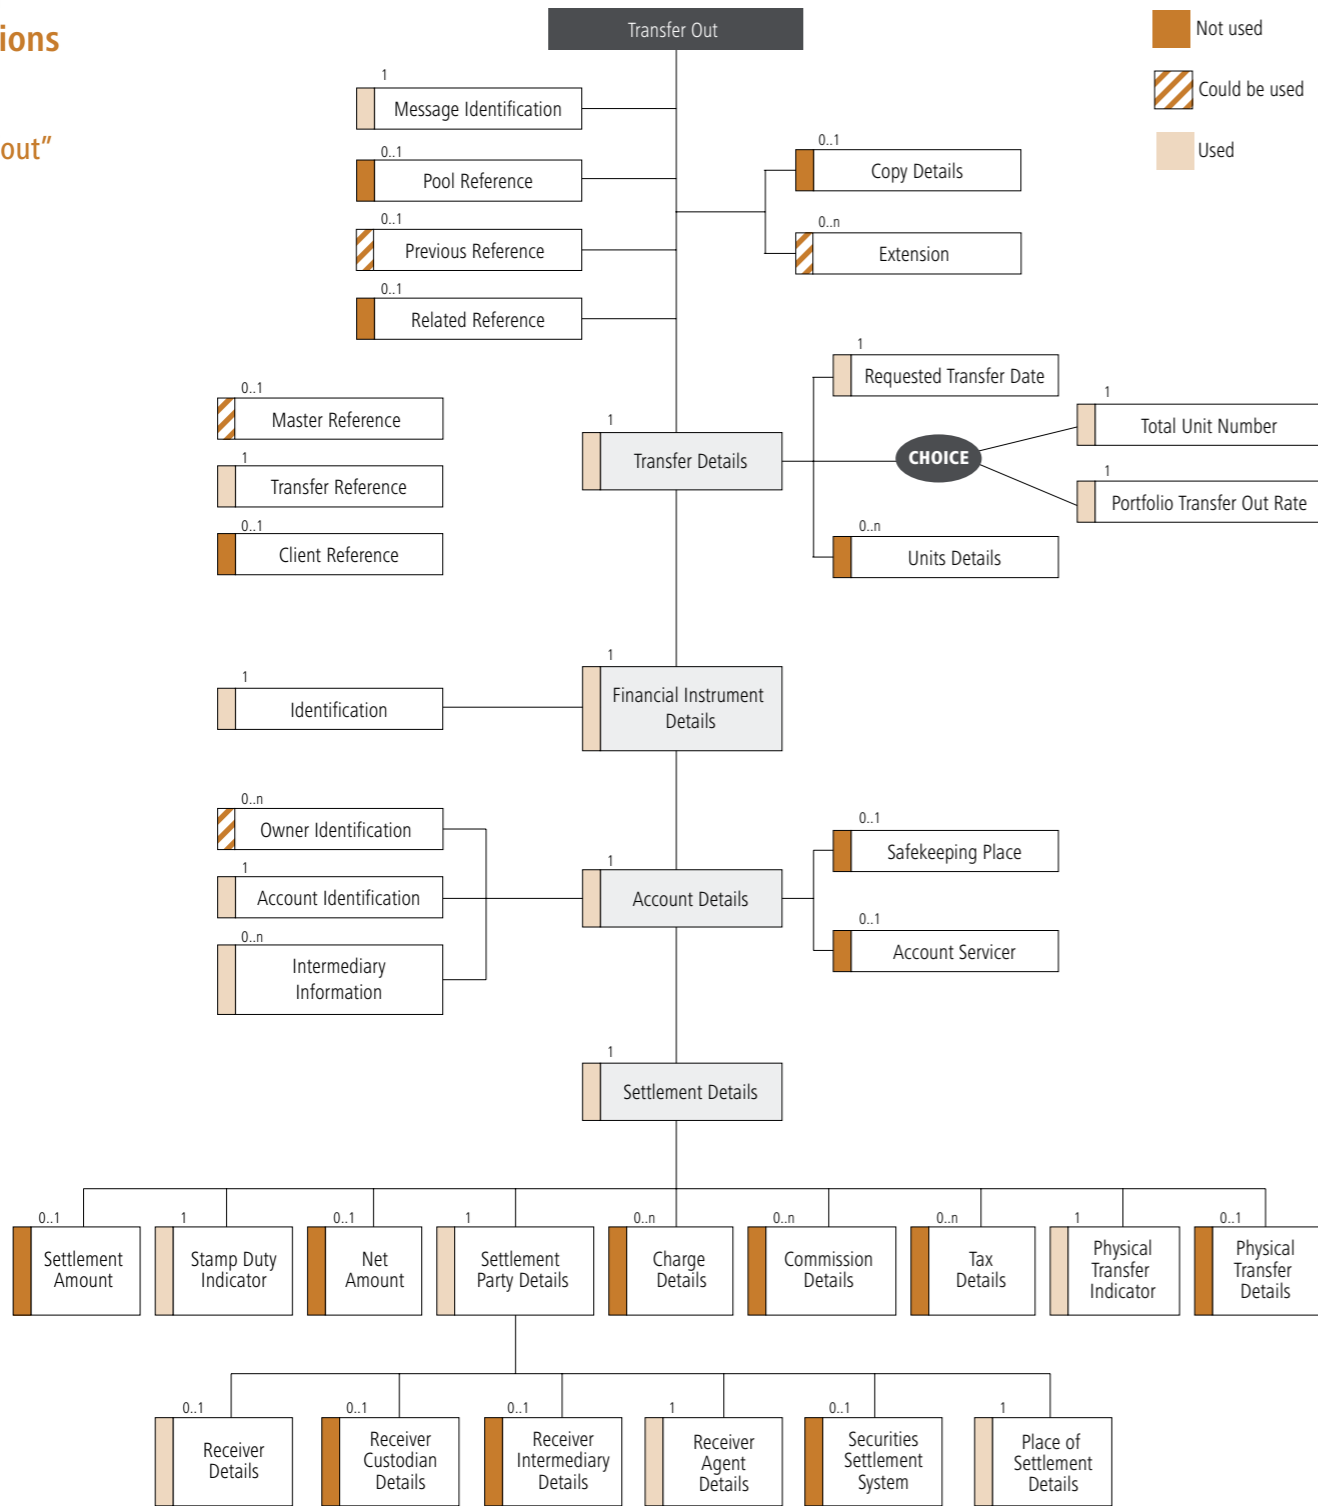 ions
out”
Transfer Out
Not used
Could be used
Used
1
Message Identification
0..1
Pool Reference
0..1
Previous Reference
0..1
Related Reference
0..1
Copy Details
0..n
Extension
0..1
Master Reference
1
Transfer Reference
0..1
Client Reference
1
Transfer Details
1
Requested Transfer Date
CHOICE
1
Total Unit Number
1
Portfolio Transfer Out Rate
0..n
Units Details
1
Identification
1
Financial Instrument
Details
0..n
Owner Identification
1
Account Identification
0..n
Intermediary
Information
1
Account Details
0..1
Safekeeping Place
0..1
Account Servicer
1
Settlement Details
0..1
Settlement
Amount
1
Stamp Duty
Indicator
0..1
Net
Amount
1
Settlement
Party Details
0..n
Charge
Details
0..n
Commission
Details
0..n
Tax
Details
1
Physical
Transfer
Indicator
0..1
Physical
Transfer
Details
0..1
Receiver
Details
0..1
Receiver
Custodian
Details
0..1
Receiver
Intermediary
Details
1
Receiver
Agent
Details
0..1
Securities
Settlement
System
1
Place of
Settlement
Details